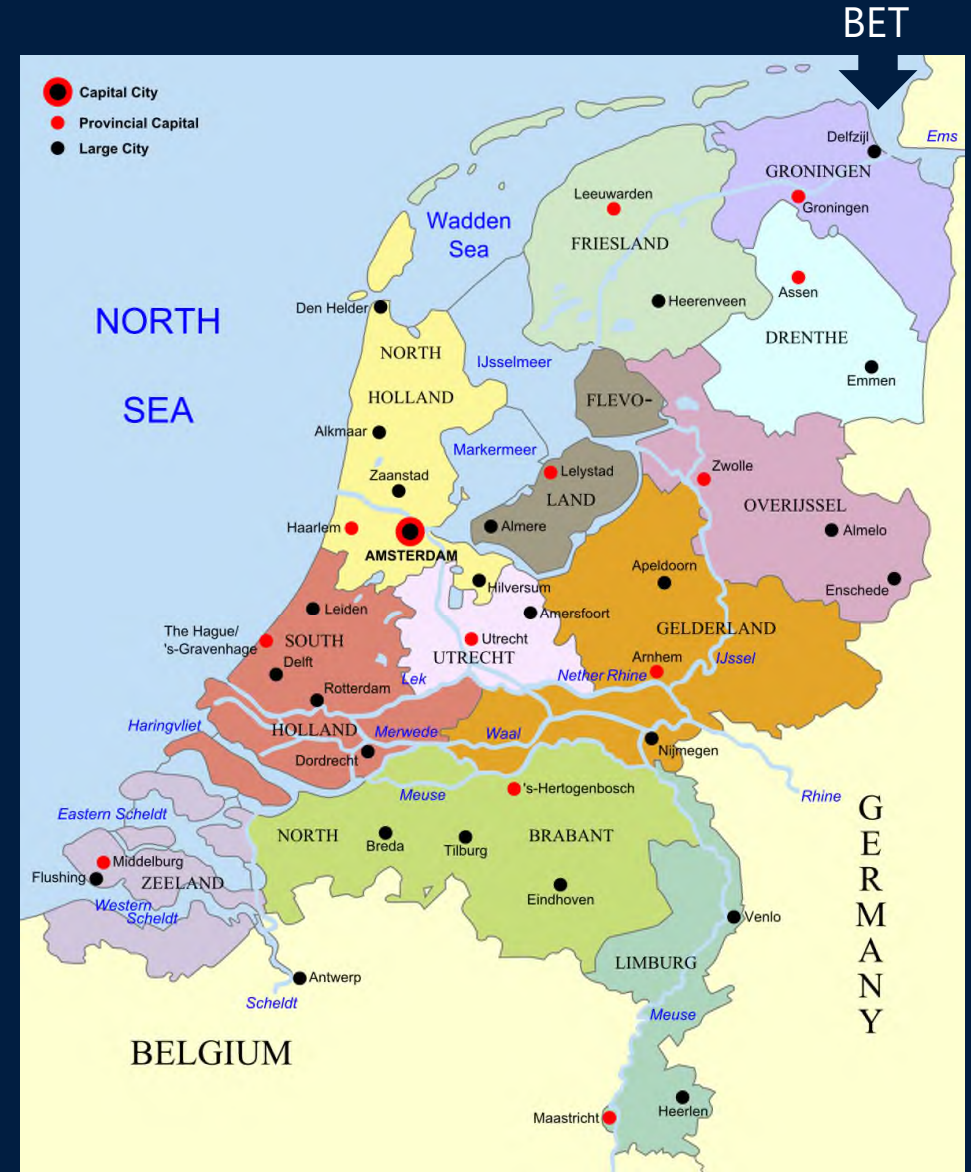 BET
Capital City
Provincial Capital
Large City
Ems
Delfzijl
GRONINGEN
Groningen
Leeuwarden
FRIESLAND
Wadden
Sea
Heerenveen
Assen
DRENTHE
Emmen
Den Helder
NORTH
SEA
NORTH
HOLLAND
IJsselmeer
FLEVO-
LAND
Alkmaar
Markermeer
Zaanstad
Lelystad
Zwolle
OVERIJSSEL
Almelo
Enschede
Haarlem
AMSTERDAM
Almere
Hilversum
Amersfoort
Apeldoorn
GELDERLAND
Leiden
The Hague/
's-Gravenhage
SOUTH
HOLLAND
Delft
Rotterdam
Utrecht
UTRECHT
Lek
Nether Rhine
Arnhem
IJssel
Haringvliet
Merwede
Waal
Dordrecht
Nijmegen
Meuse
's-Hertogenbosch
Rhine
Eastern Scheldt
NORTH
BRABANT
Breda
Tilburg
Middelburg
Flushing
ZEELAND
Western
Scheldt
Eindhoven
Venlo
LIMBURG
Antwerp
Scheldt
Meuse
BELGIUM
GERMANY
Maastricht
Heerlen